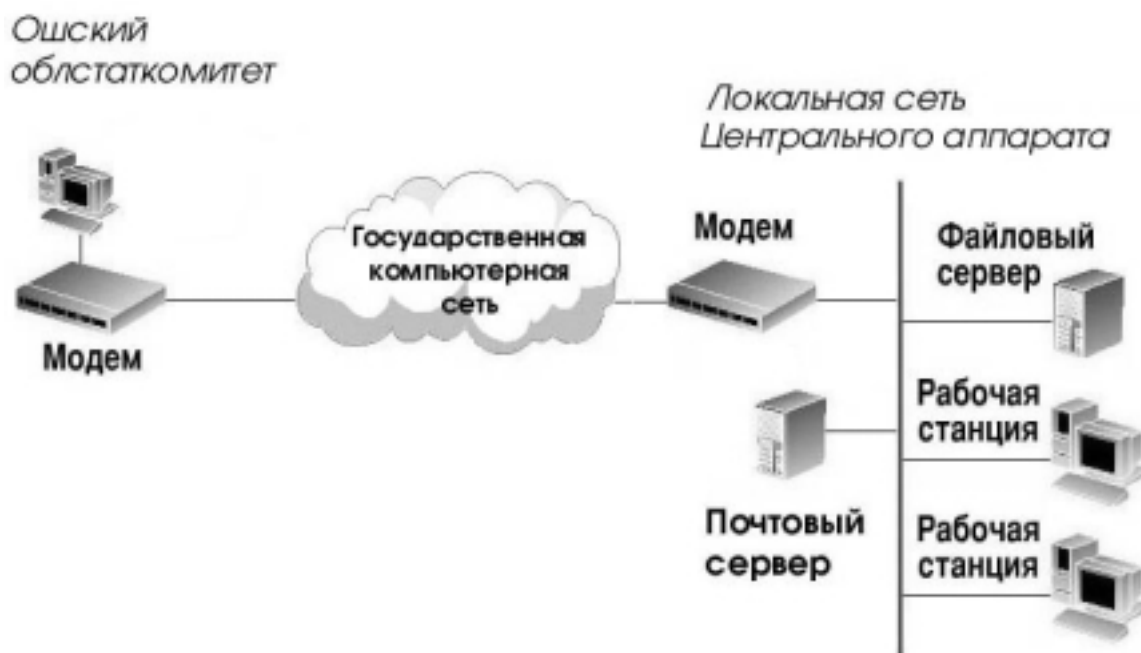 Ошский
облстаткомитет
Локальная сеть
Центрального аппарата
Государственная
компьютерная
сеть
Модем
Модем
Файловый
сервер
Рабочая
станция
Почтовый
сервер
Рабочая
станция